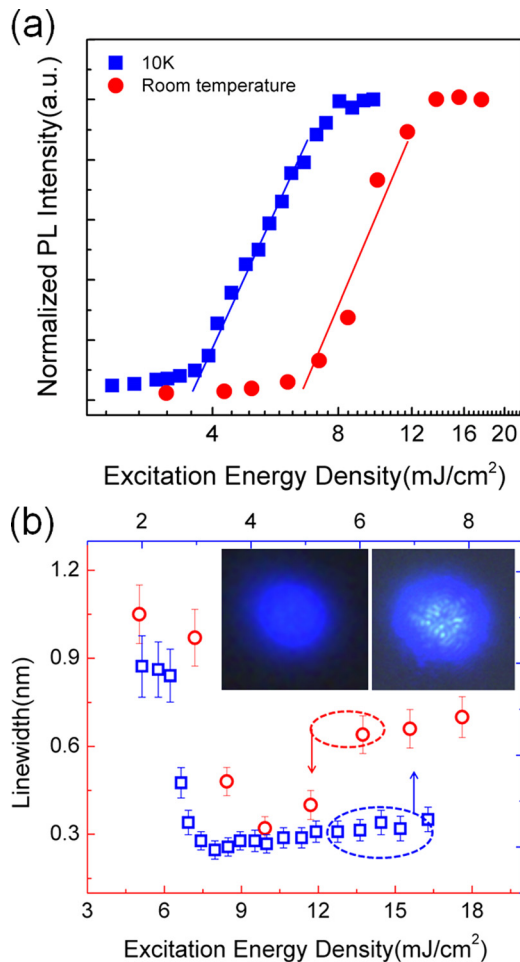 (a)
10K
Room temperature
Normalized PL Intensity(a.u.)
4 8 12 16 20
Excitation Energy Density(mJ/cm²)
(b)
2 4 6 8
1.2
0.9
0.6
0.3
Linewidth(nm)
3 6 9 12 15 18
Excitation Energy Density(mJ/cm²)